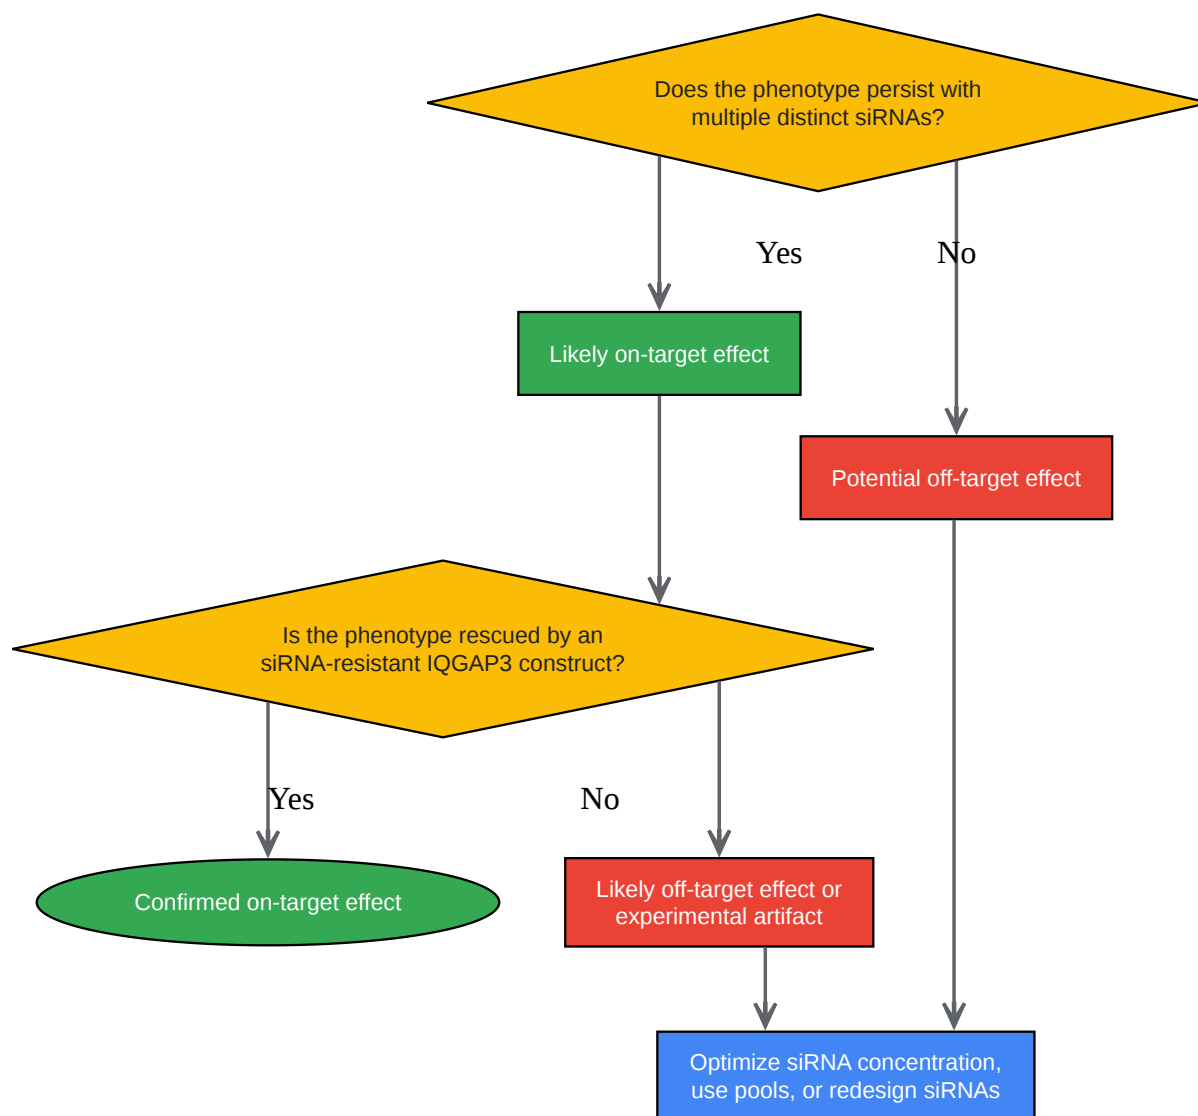 Does the phenotype persist with
multiple distinct siRNAs?
Yes
No
Likely on-target effect
Potential off-target effect
Is the phenotype rescued by an
siRNA-resistant IQGAP3 construct?
Yes
No
Confirmed on-target effect
Likely off-target effect or
experimental artifact
Optimize siRNA concentration,
use pools, or redesign siRNAs